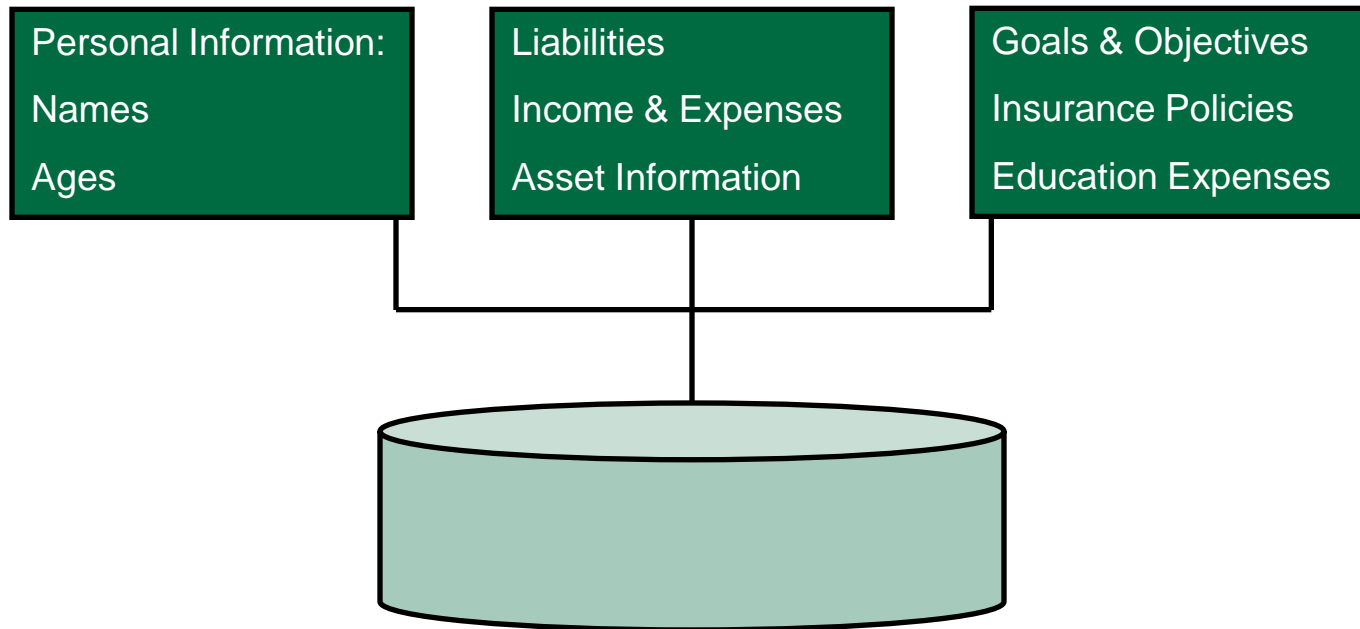 Personal Information:
Names
Ages
Liabilities
Income & Expenses
Asset Information
Goals & Objectives
Insurance Policies
Education Expenses